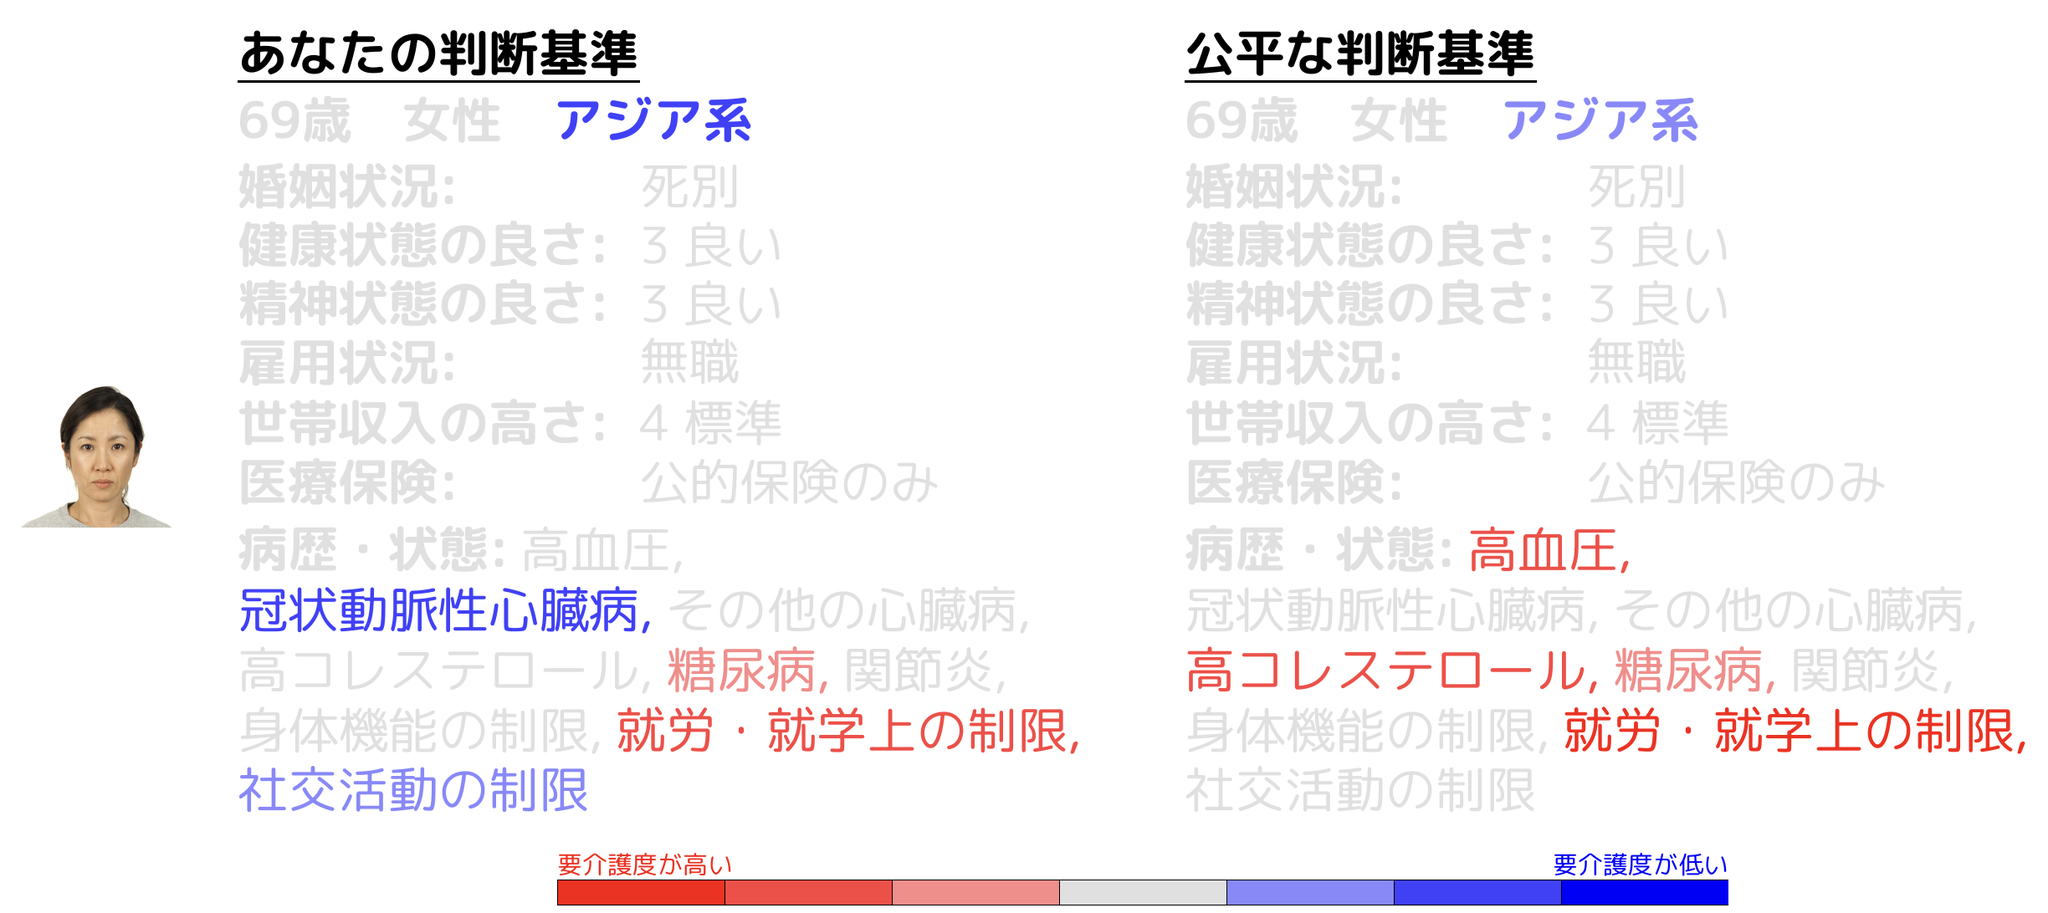 あなたの判断基準
69歳 女性 アジア系
婚姻状況: 死別
健康状態の良さ: 3 良い
精神状態の良さ: 3 良い
雇用状況: 無職
世帯収入の高さ: 4 標準
医療保険: 公的保険のみ
病歴・状態: 高血圧,
冠状動脈性心臓病, その他の心臓病,
高コレステロール, 糖尿病, 関節炎,
身体機能の制限, 就労・就学上の制限,
社交活動の制限
公平な判断基準
69歳 女性 アジア系
婚姻状況: 死別
健康状態の良さ: 3 良い
精神状態の良さ: 3 良い
雇用状況: 無職
世帯収入の高さ: 4 標準
医療保険: 公的保険のみ
病歴・状態: 高血圧,
冠状動脈性心臓病, その他の心臓病,
高コレステロール, 糖尿病, 関節炎,
身体機能の制限, 就労・就学上の制限,
社交活動の制限
要介護度が高い
要介護度が低い